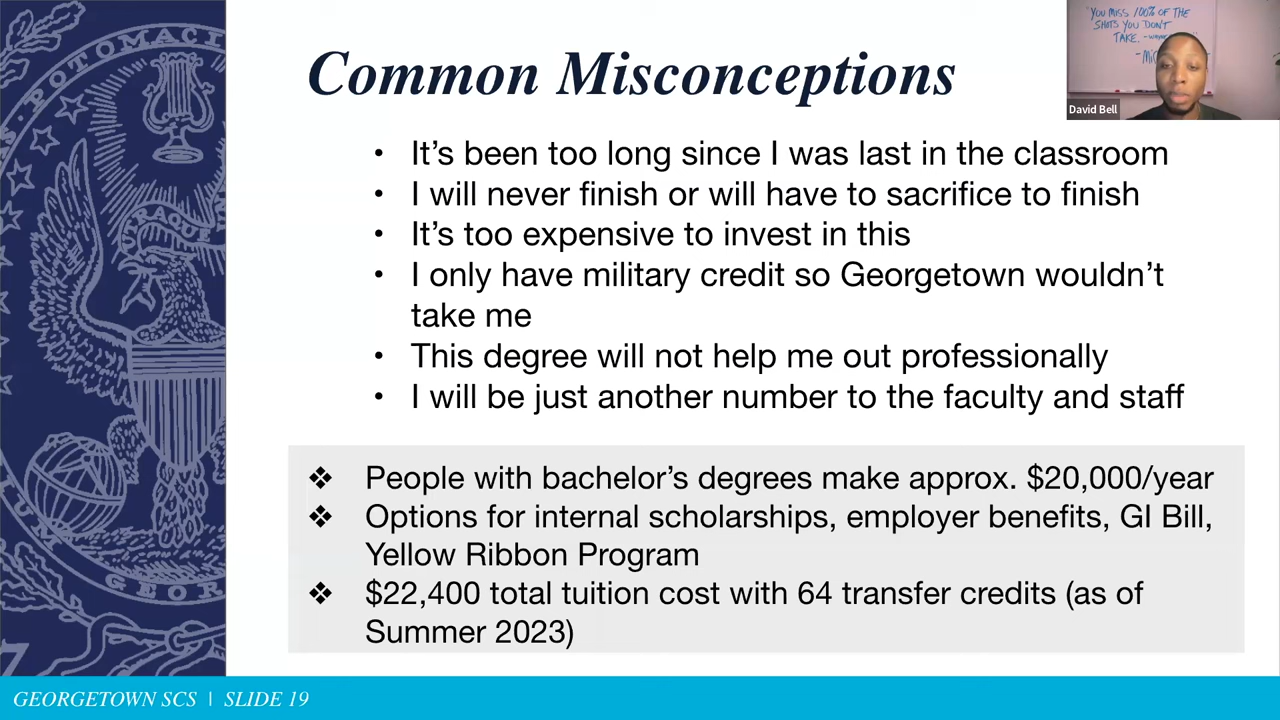 Common Misconceptions
"YOU MISS 100% OF THE
SHOTS YOU DON'T
TAKE.
David Bell
• It’s been too long since I was last in the classroom
• I will never finish or will have to sacrifice to finish
• It’s too expensive to invest in this
• I only have military credit so Georgetown wouldn’t
take me
• This degree will not help me out professionally
• I will be just another number to the faculty and staff
❖ People with bachelor’s degrees make approx. $20,000/year
❖ Options for internal scholarships, employer benefits, GI Bill,
Yellow Ribbon Program
❖ $22,400 total tuition cost with 64 transfer credits (as of
Summer 2023)
GEORGETOWN SCS | SLIDE 19